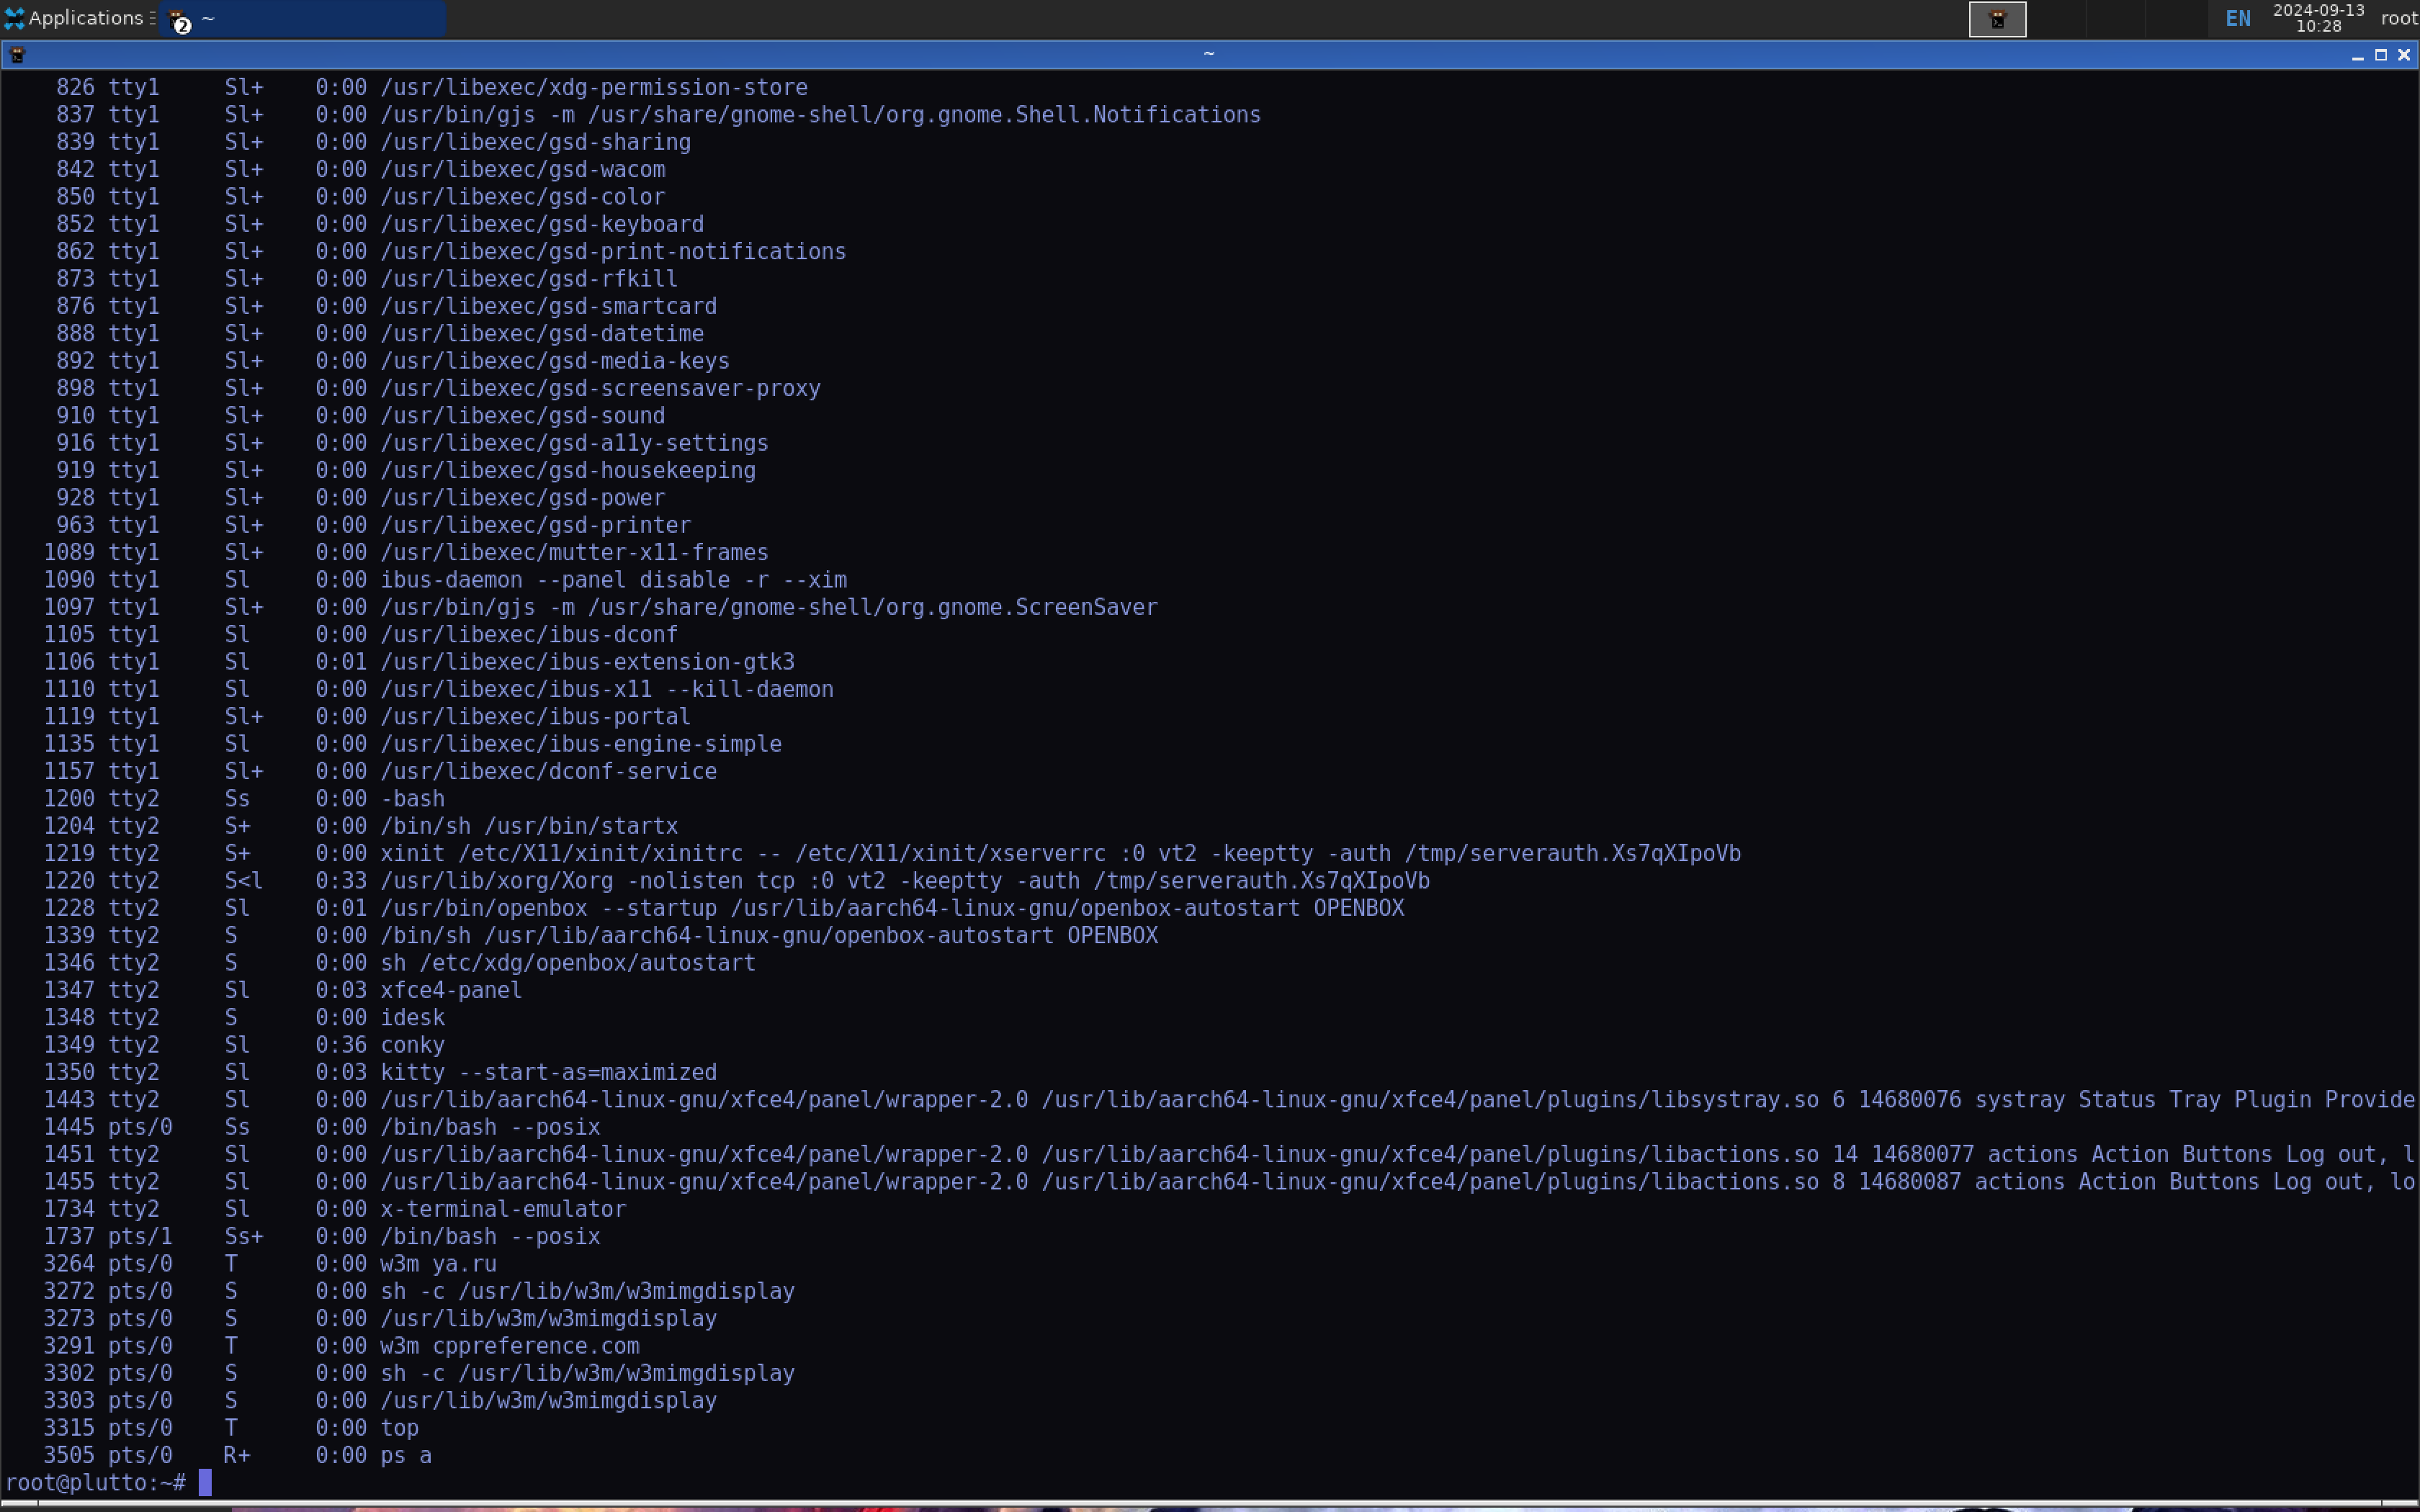 Applications
2 ~
EN 2024-09-13 10:28 root
~
826 tty1 Sl+ 0:00 /usr/libexec/xdg-permission-store
837 tty1 Sl+ 0:00 /usr/bin/gjs -m /usr/share/gnome-shell/org.gnome.Shell.Notifications
839 tty1 Sl+ 0:00 /usr/libexec/gsd-sharing
842 tty1 Sl+ 0:00 /usr/libexec/gsd-wacom
850 tty1 Sl+ 0:00 /usr/libexec/gsd-color
852 tty1 Sl+ 0:00 /usr/libexec/gsd-keyboard
862 tty1 Sl+ 0:00 /usr/libexec/gsd-print-notifications
873 tty1 Sl+ 0:00 /usr/libexec/gsd-rfkill
876 tty1 Sl+ 0:00 /usr/libexec/gsd-smartcard
888 tty1 Sl+ 0:00 /usr/libexec/gsd-datetime
892 tty1 Sl+ 0:00 /usr/libexec/gsd-media-keys
898 tty1 Sl+ 0:00 /usr/libexec/gsd-screensaver-proxy
910 tty1 Sl+ 0:00 /usr/libexec/gsd-sound
916 tty1 Sl+ 0:00 /usr/libexec/gsd-a11y-settings
919 tty1 Sl+ 0:00 /usr/libexec/gsd-housekeeping
928 tty1 Sl+ 0:00 /usr/libexec/gsd-power
963 tty1 Sl+ 0:00 /usr/libexec/gsd-printer
1089 tty1 Sl+ 0:00 /usr/libexec/mutter-x11-frames
1090 tty1 Sl 0:00 ibus-daemon --panel disable -r --xim
1097 tty1 Sl+ 0:00 /usr/bin/gjs -m /usr/share/gnome-shell/org.gnome.ScreenSaver
1105 tty1 Sl 0:00 /usr/libexec/ibus-dconf
1106 tty1 Sl 0:01 /usr/libexec/ibus-extension-gtk3
1110 tty1 Sl 0:00 /usr/libexec/ibus-x11 --kill-daemon
1119 tty1 Sl+ 0:00 /usr/libexec/ibus-portal
1135 tty1 Sl 0:00 /usr/libexec/ibus-engine-simple
1157 tty1 Sl+ 0:00 /usr/libexec/dconf-service
1200 tty2 Ss 0:00 -bash
1204 tty2 S+ 0:00 /bin/sh /usr/bin/startx
1219 tty2 S+ 0:00 xinit /etc/X11/xinit/xinitrc -- /etc/X11/xinit/xserverrc :0 vt2 -keeptty -auth /tmp/serverauth.Xs7qXIpoVb
1220 tty2 S<l 0:33 /usr/lib/xorg/Xorg -nolisten tcp :0 vt2 -keeptty -auth /tmp/serverauth.Xs7qXIpoVb
1228 tty2 Sl 0:01 /usr/bin/openbox --startup /usr/lib/aarch64-linux-gnu/openbox-autostart OPENBOX
1339 tty2 S 0:00 /bin/sh /usr/lib/aarch64-linux-gnu/openbox-autostart OPENBOX
1346 tty2 S 0:00 sh /etc/xdg/openbox/autostart
1347 tty2 Sl 0:03 xfce4-panel
1348 tty2 S 0:00 idesk
1349 tty2 Sl 0:36 conky
1350 tty2 Sl 0:03 kitty --start-as=maximized
1443 tty2 Sl 0:00 /usr/lib/aarch64-linux-gnu/xfce4/panel/wrapper-2.0 /usr/lib/aarch64-linux-gnu/xfce4/panel/plugins/libsystray.so 6 14680076 systray Status Tray Plugin Provide
1445 pts/0 Ss 0:00 /bin/bash --posix
1451 tty2 Sl 0:00 /usr/lib/aarch64-linux-gnu/xfce4/panel/wrapper-2.0 /usr/lib/aarch64-linux-gnu/xfce4/panel/plugins/libactions.so 14 14680077 actions Action Buttons Log out, l
1455 tty2 Sl 0:00 /usr/lib/aarch64-linux-gnu/xfce4/panel/wrapper-2.0 /usr/lib/aarch64-linux-gnu/xfce4/panel/plugins/libactions.so 8 14680087 actions Action Buttons Log out, lo
1734 tty2 Sl 0:00 x-terminal-emulator
1737 pts/1 Ss+ 0:00 /bin/bash --posix
3264 pts/0 T 0:00 w3m ya.ru
3272 pts/0 S 0:00 sh -c /usr/lib/w3m/w3mimgdisplay
3273 pts/0 S 0:00 /usr/lib/w3m/w3mimgdisplay
3291 pts/0 T 0:00 w3m cppreference.com
3302 pts/0 S 0:00 sh -c /usr/lib/w3m/w3mimgdisplay
3303 pts/0 S 0:00 /usr/lib/w3m/w3mimgdisplay
3315 pts/0 T 0:00 top
3505 pts/0 R+ 0:00 ps a
root@plutto:~#